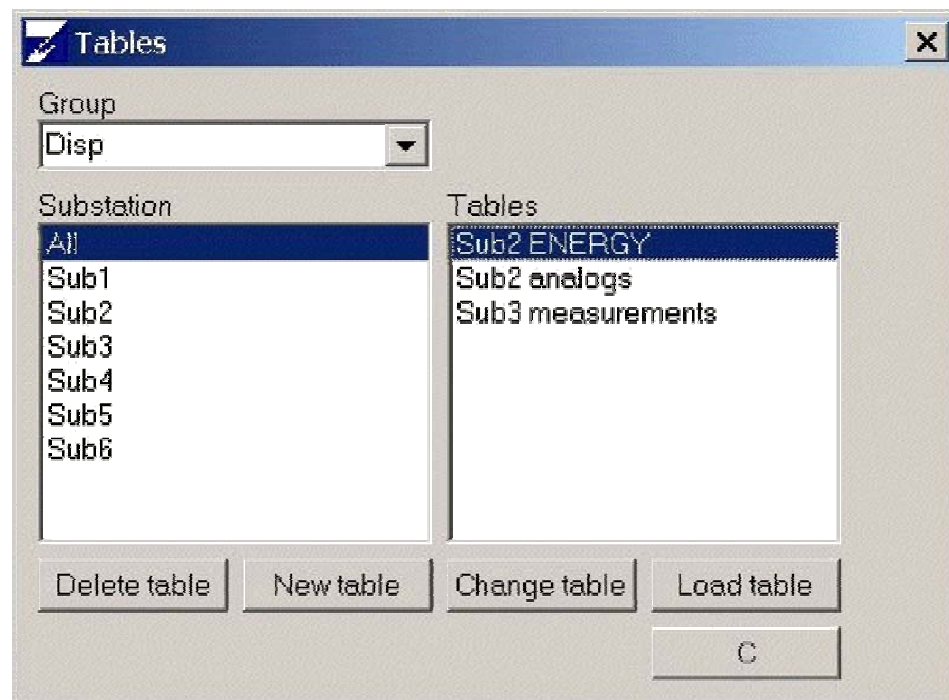 Tables
Group
Disp
Substation
All
Sub1
Sub2
Sub3
Sub4
Sub5
Sub6
Tables
Sub2 ENERGY
Sub2 analogs
Sub3 measurements
Delete table
New table
Change table
Load table
C